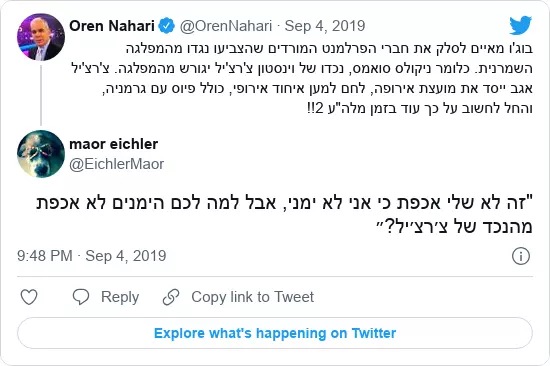 Oren Nahari @OrenNahari · Sep 4, 2019
בוג'ו מאיים לסלק את חברי הפרלמנט המורדים שהצביעו נגדו מהמפלגה
השמרנית. כלומר ניקולס סואמס, נכדו של וינסטון צ'רצ'יל יגורש מהמפלגה. צ'רצ'יל
אגב ייסד את מועצת אירופה, לחם למען איחוד אירופי, כולל פיוס עם גרמניה,
והחל לחשוב על כך עוד בזמן מלה"ע 2!!
maor eichler
@EichlerMaor
"זה לא שלי אכפת כי אני לא ימני, אבל למה לכם הימנים לא אכפת
מהנכד של צ׳רצ׳יל?״
9:48 PM · Sep 4, 2019
Reply Copy link to Tweet
Explore what's happening on Twitter